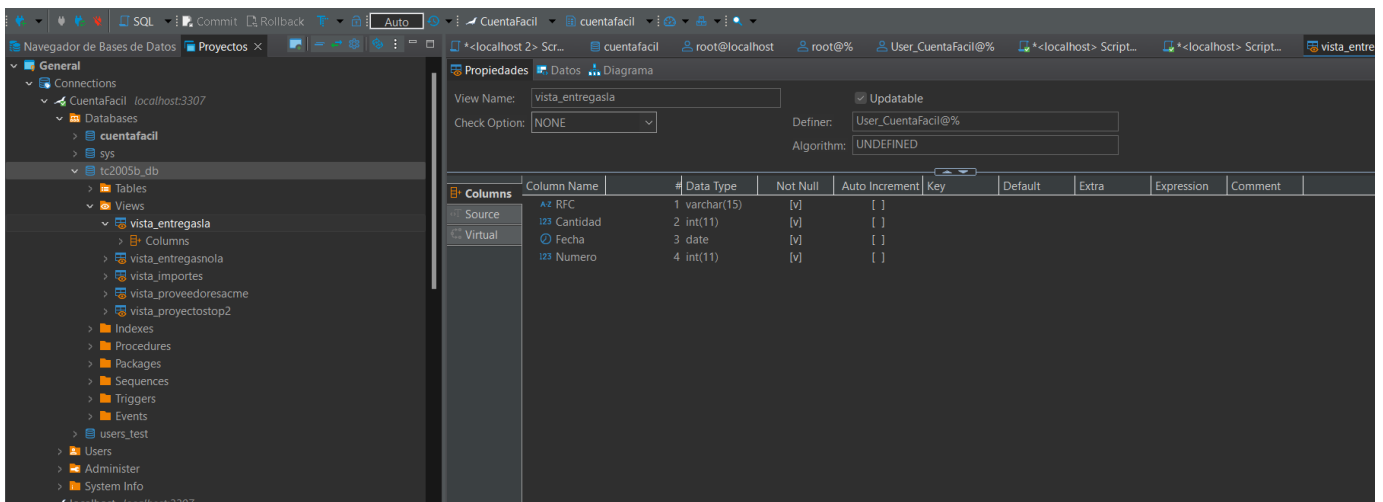 SQL Commit Rollback T Auto CuentaFacil cuentafacil
Navegador de Bases de Datos Proyectos × *<localhost 2> Scr... cuentafacil root@localhost root@% User_CuentaFacil@% *<localhost> Script... *<localhost> Script... vista_entre
General
Connections
CuentaFacil localhost:3307
Databases
cuentafacil
sys
tc2005b_db
Tables
Views
vista_entregasla
Columns
vista_entregasnola
vista_importes
vista_proveedoresacme
vista_proyectostop2
Indexes
Procedures
Packages
Sequences
Triggers
Events
users_test
Users
Administer
System Info
Propiedades Datos Diagrama
View Name: vista_entregasla Updatable
Check Option: NONE Definer: User_CuentaFacil@%
Algorithm: UNDEFINED
Columns
Source
Virtual
Column Name # Data Type Not Null Auto Increment Key Default Extra Expression Comment
A-Z RFC 1 varchar(15) [v] [ ]
123 Cantidad 2 int(11) [v] [ ]
Fecha 3 date [v] [ ]
123 Numero 4 int(11) [v] [ ]